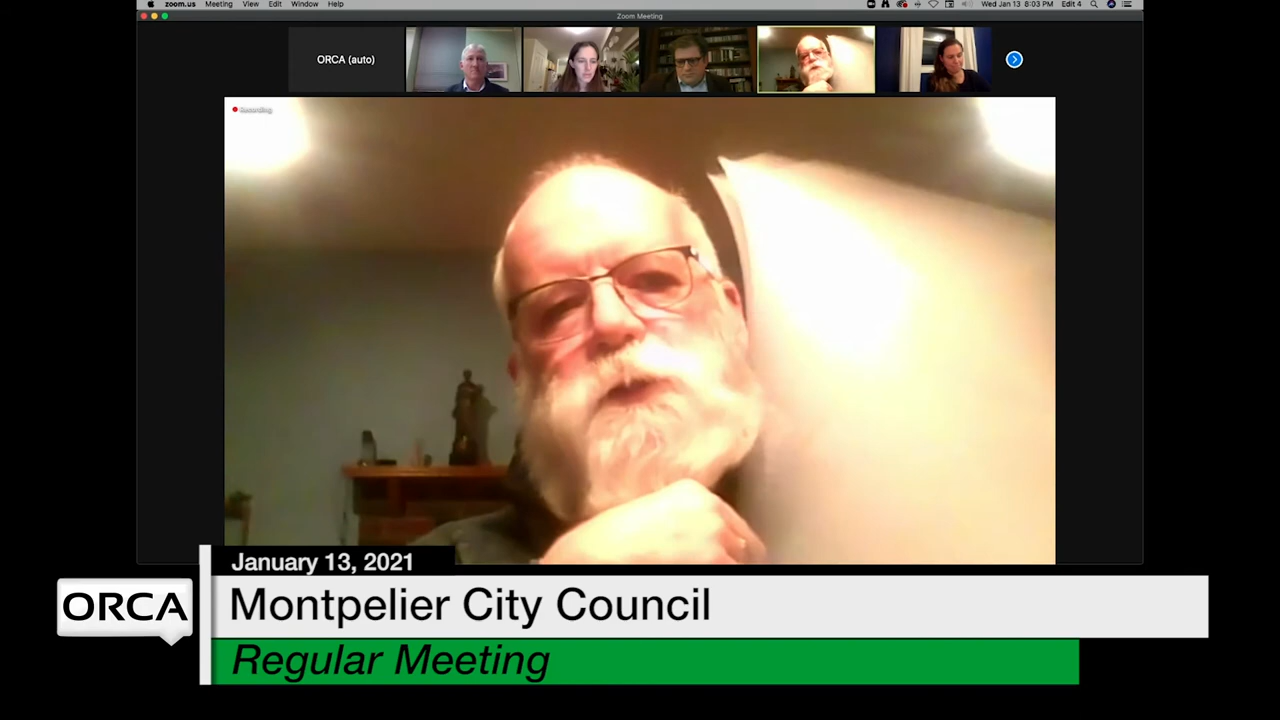 zoom.us Meeting View Edit Window Help Wed Jan 13 8:03 PM Edit 4
Zoom Meeting
ORCA (auto)
Recording
January 13, 2021
ORCA
Montpelier City Council
Regular Meeting